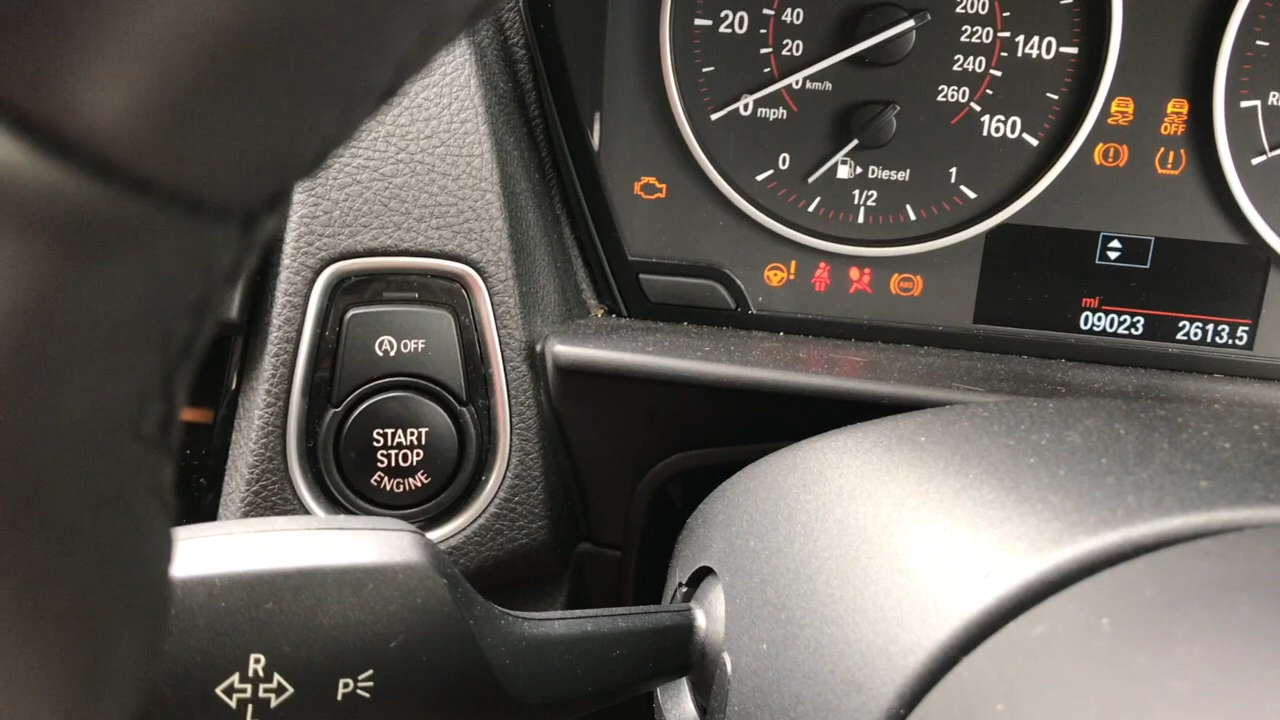 20
40
20
0 km/h
0 mph
200
220
240
260
140
160
0
Diesel
1/2
1
OFF
ABS
mi
09023 2613.5
A OFF
START
STOP
ENGINE
R
P